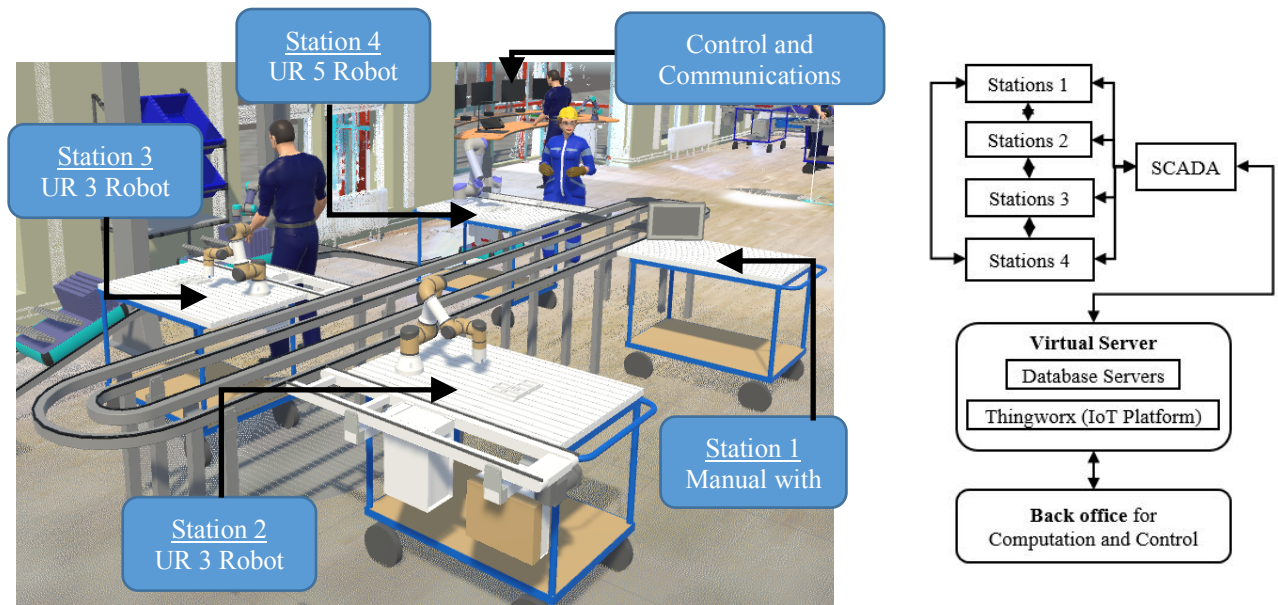 Station 4
UR 5 Robot
Control and
Communications
Station 3
UR 3 Robot
Station 1
Manual with
Station 2
UR 3 Robot
Stations 1
Stations 2
Stations 3
Stations 4
SCADA
Virtual Server
Database Servers
Thingworx (IoT Platform)
Back office for
Computation and Control